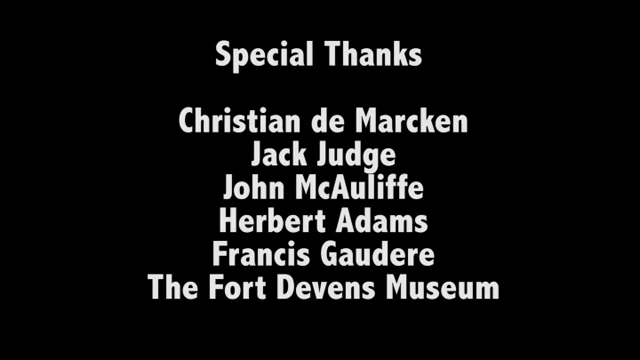 Special Thanks
Christian de Marcken
Jack Judge
John McAuliffe
Herbert Adams
Francis Gaudere
The Fort Devens Museum